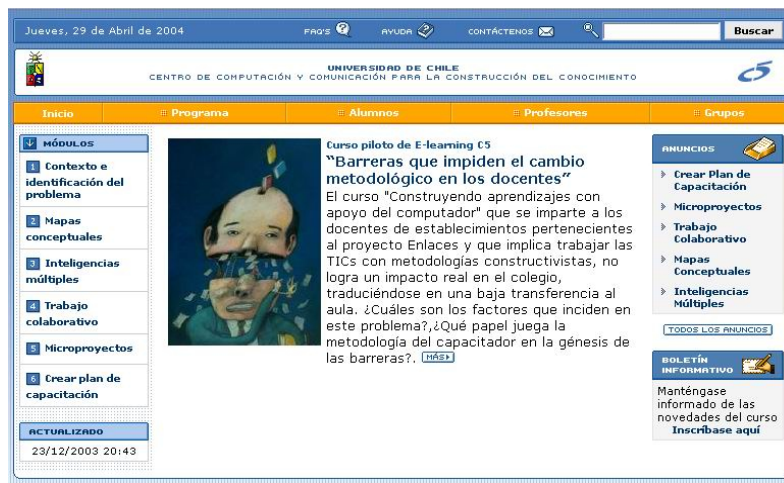 Jueves, 29 de Abril de 2004
FAQ'S
AYUDA
CONTÁCTENOS
Buscar
UNIVERSIDAD DE CHILE
CENTRO DE COMPUTACIÓN Y COMUNICACIÓN PARA LA CONSTRUCCIÓN DEL CONOCIMIENTO
c5
Inicio
Programa
Alumnos
Profesores
Grupos
MÓDULOS
1 Contexto e
identificación del
problema
2 Mapas
conceptuales
3 Inteligencias
múltiples
4 Trabajo
colaborativo
5 Microproyectos
6 Crear plan de
capacitación
ACTUALIZADO
23/12/2003 20:43
Curso piloto de E-learning C5
"Barreras que impiden el cambio
metodológico en los docentes"
El curso "Construyendo aprendizajes con
apoyo del computador" que se imparte a los
docentes de establecimientos pertenecientes
al proyecto Enlaces y que implica trabajar las
TICs con metodologías constructivistas, no
logra un impacto real en el colegio,
traduciéndose en una baja transferencia al
aula. ¿Cuáles son los factores que inciden en
este problema?,¿Qué papel juega la
metodología del capacitador en la génesis de
las barreras?. MÁS
ANUNCIOS
Crear Plan de
Capacitación
Microproyectos
Trabajo
Colaborativo
Mapas
Conceptuales
Inteligencias
Múltiples
TODOS LOS ANUNCIOS
BOLETÍN
INFORMATIVO
Manténgase
informado de las
novedades del curso
Inscríbase aquí